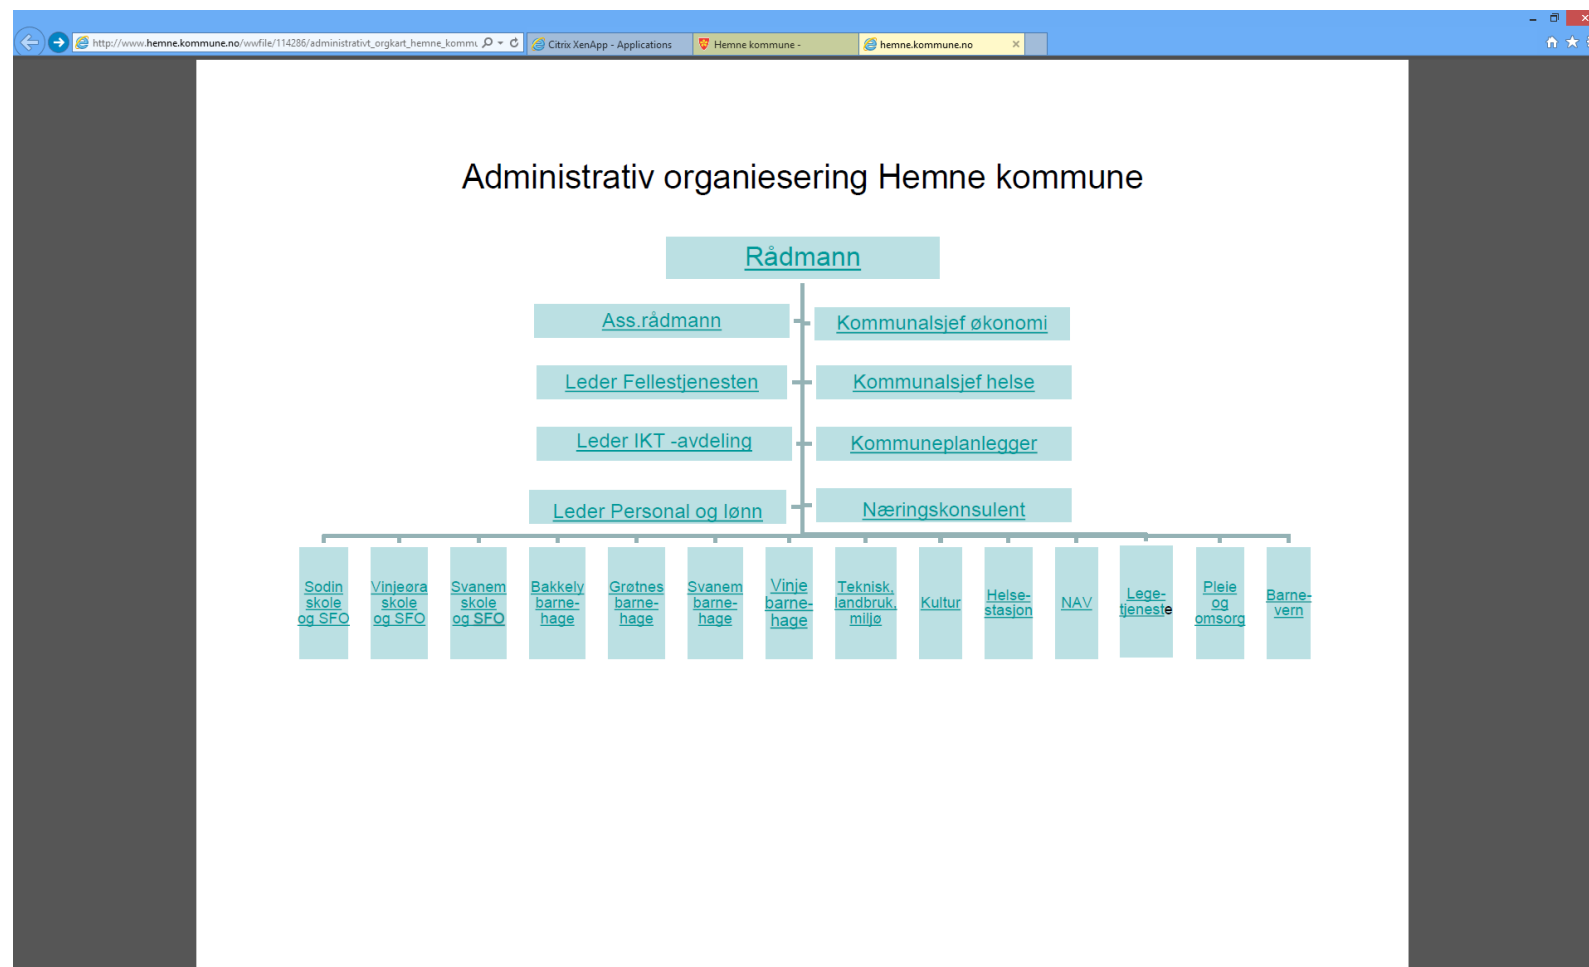 http://www.hemne.kommune.no/wwfile/114286/administrativt_orgkart_hemne_kommu
Citrix XenApp - Applications
Hemne kommune -
hemne.kommune.no
Administrativ organiesering Hemne kommune
Rådmann
Ass.rådmann
Kommunalsjef økonomi
Leder Fellestjenesten
Kommunalsjef helse
Leder IKT -avdeling
Kommuneplanlegger
Leder Personal og lønn
Næringskonsulent
Sodin
skole
og SFO
Vinjeøra
skole
og SFO
Svanem
skole
og SFO
Bakkely
barne-
hage
Grøtnes
barne-
hage
Svanem
barne-
hage
Vinje
barne-
hage
Teknisk,
landbruk,
miljø
Kultur
Helse-
stasjon
NAV
Lege-
tjeneste
Pleie
og
omsorg
Barne-
vern